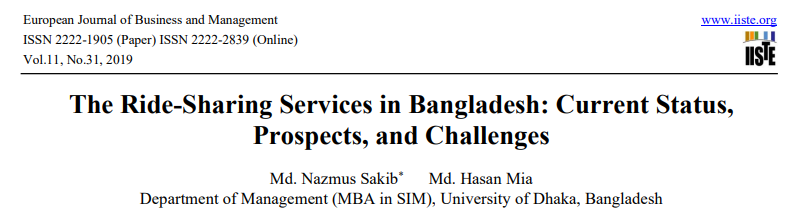 European Journal of Business and Management
www.iiste.org
ISSN 2222-1905 (Paper) ISSN 2222-2839 (Online)
Vol.11, No.31, 2019
IISTE
The Ride-Sharing Services in Bangladesh: Current Status,
Prospects, and Challenges
Md. Nazmus Sakib* Md. Hasan Mia
Department of Management (MBA in SIM), University of Dhaka, Bangladesh